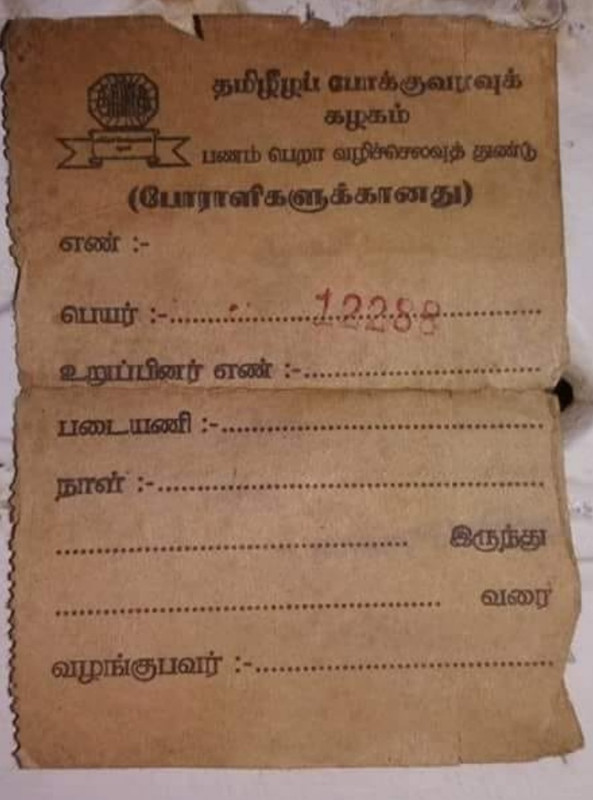 தமிழீழப் போக்குவரவுக்
கழகம்
பணம் பெறா வழிச்செலவுத் துண்டு
(போராளிகளுக்கானது)
எண் :-
பெயர் :-....................................
12288
உறுப்பினர் எண் :-..............................
படையணி :-........................................
நாள் :-................................................
............................................ இருந்து
................................................ வரை
வழங்குபவர் :-.....................................